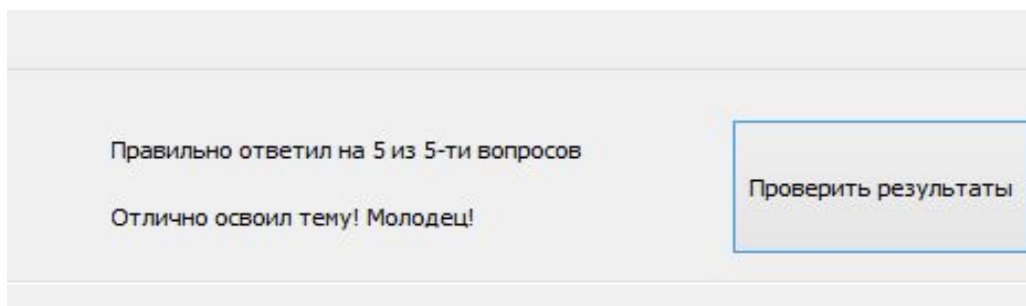 Правильно ответил на 5 из 5-ти вопросов
Проверить результаты
Отлично освоил тему! Молодец!